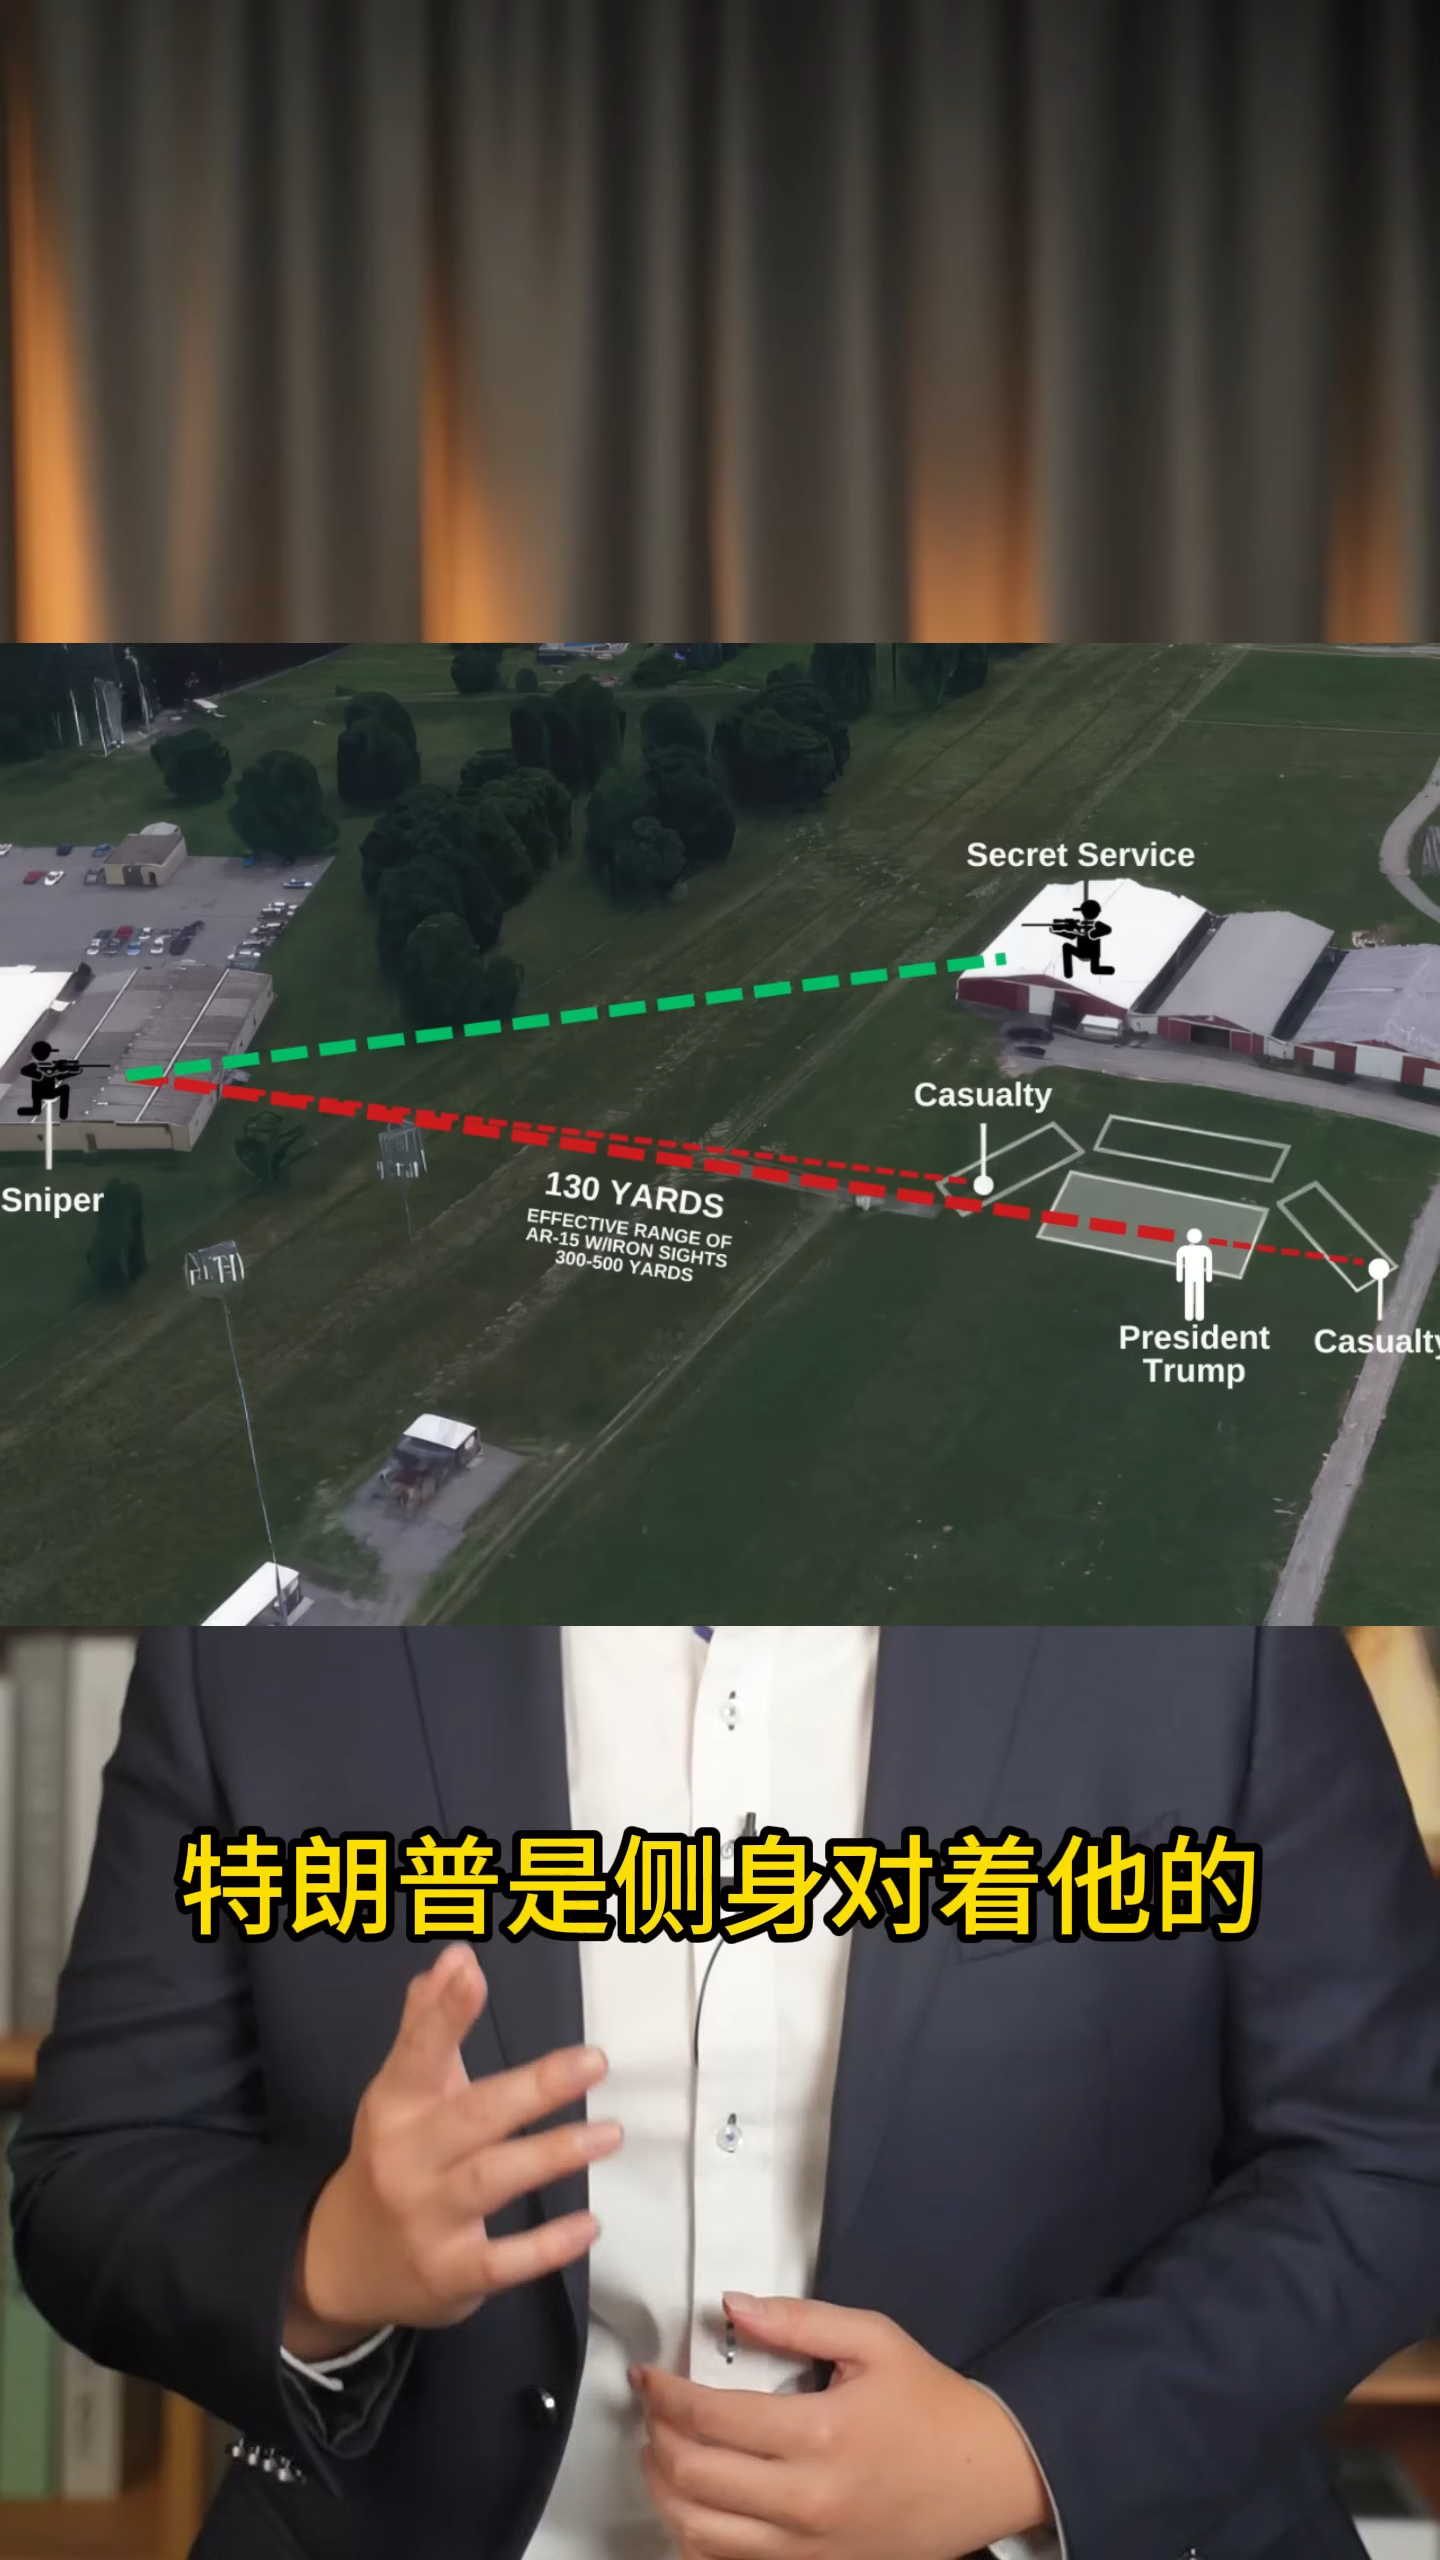 Secret Service
Casualty
Sniper
130 YARDS
EFFECTIVE RANGE OF
AR-15 W/IRON SIGHTS
300-500 YARDS
President
Trump
Casualty
特朗普是侧身对着他的